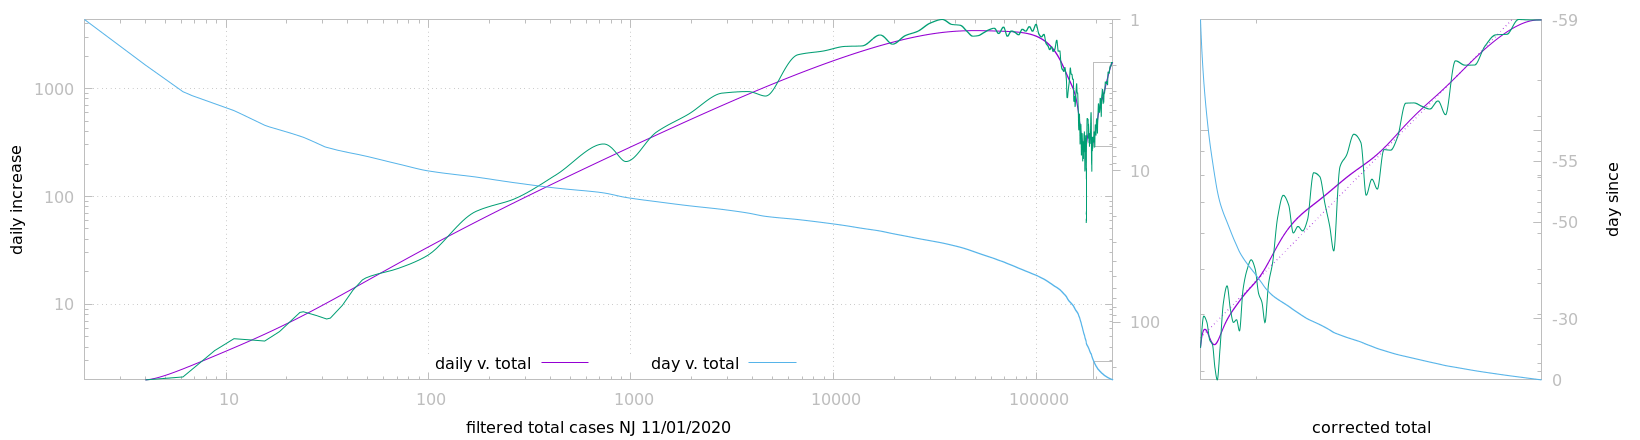 1
-59
1000
daily increase
-55
day since
10
100
-50
10
100
-30
daily v. total
day v. total
0
10
100
1000
10000
100000
filtered total cases NJ 11/01/2020
corrected total